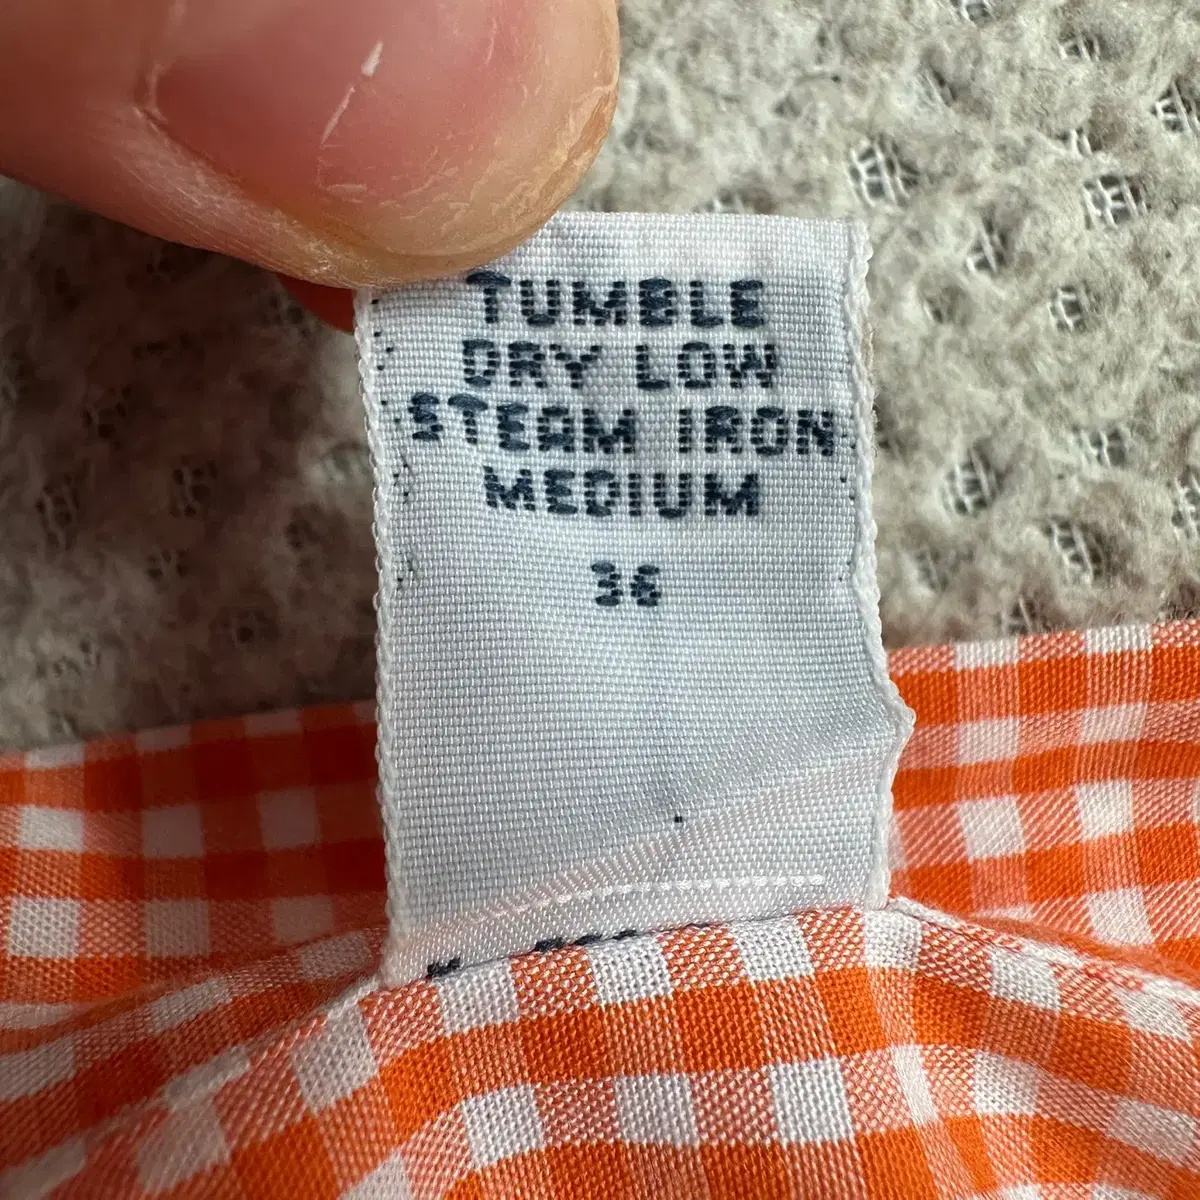 TUMBLE
DRY LOW
STEAM IRON
MEDIUM
36